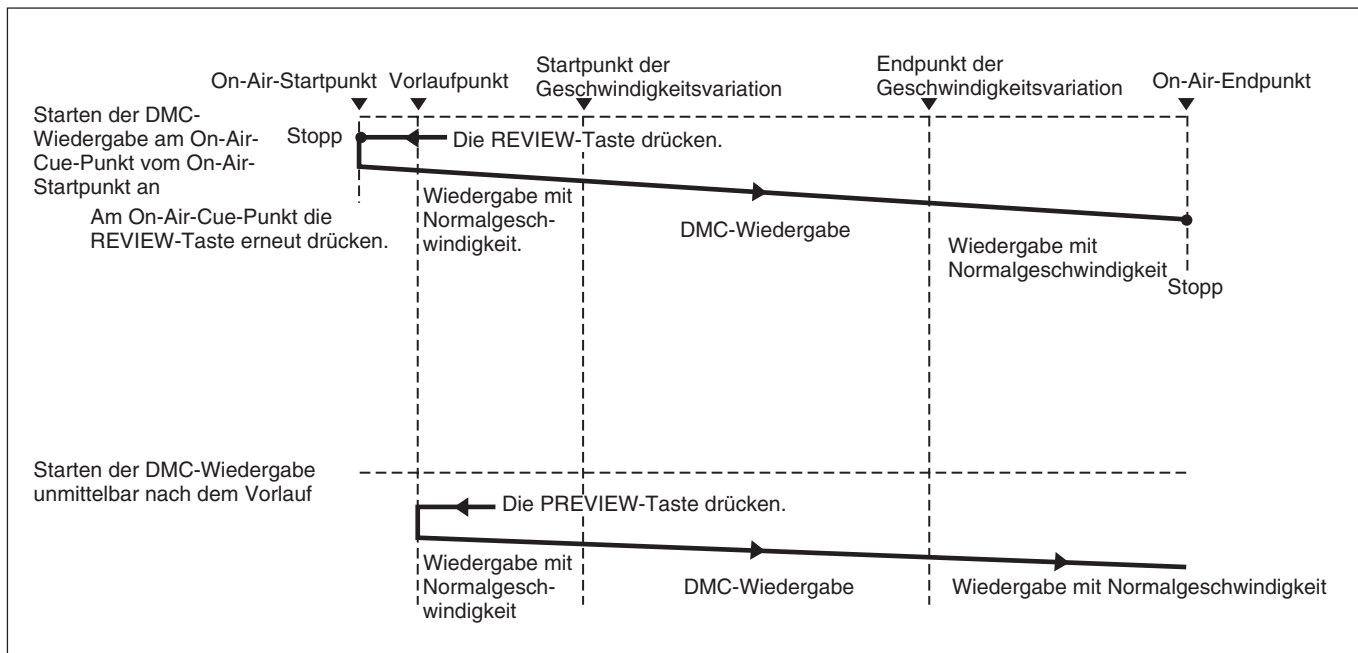 On-Air-Startpunkt
Vorlaufpunkt
Startpunkt der
Geschwindigkeitsvariation
Endpunkt der
Geschwindigkeitsvariation
On-Air-Endpunkt
Starten der DMC-
Wiedergabe am On-Air-
Cue-Punkt vom On-Air-
Startpunkt an
Stopp
Die REVIEW-Taste drücken.
Am On-Air-Cue-Punkt die
REVIEW-Taste erneut drücken.
Wiedergabe mit
Normalgesch-
windigkeit.
DMC-Wiedergabe
Wiedergabe mit
Normalgeschwindigkeit
Stopp
Starten der DMC-Wiedergabe
unmittelbar nach dem Vorlauf
Die PREVIEW-Taste drücken.
Wiedergabe mit
Normalgesch-
windigkeit
DMC-Wiedergabe
Wiedergabe mit Normalgeschwindigkeit